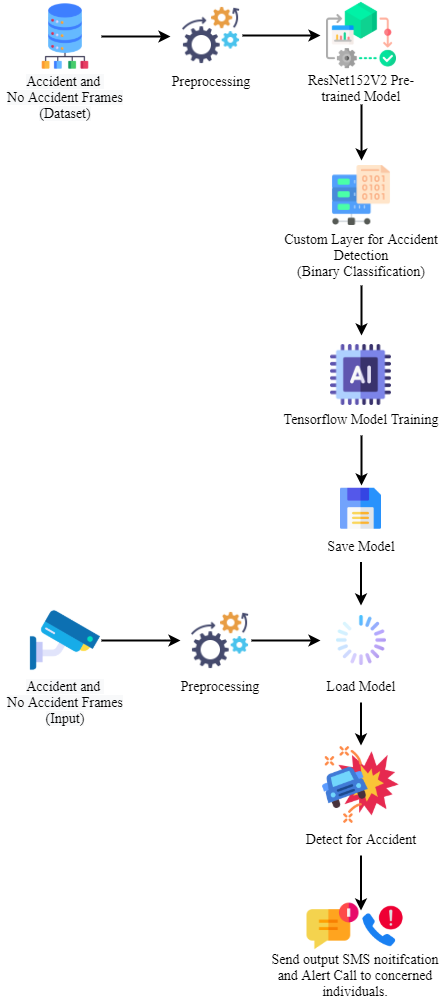 Accident and
No Accident Frames
(Dataset)
Preprocessing
ResNet152V2 Pre-
trained Model
0101
0101
0101
Custom Layer for Accident
Detection
(Binary Classification)
AI
Tensorflow Model Training
Save Model
Accident and
No Accident Frames
(Input)
Preprocessing
Load Model
Detect for Accident
!
!
Send output SMS noitifcation
and Alert Call to concerned
individuals.